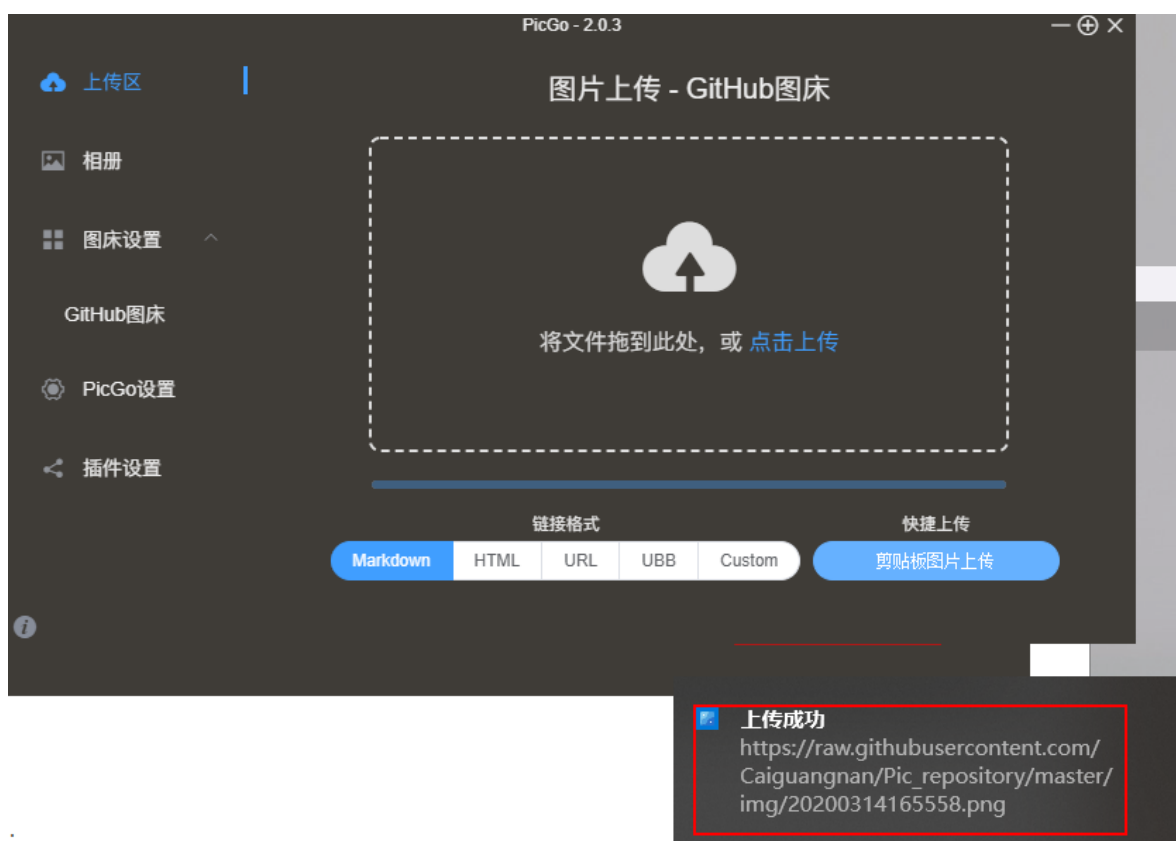 PicGo - 2.0.3
上传区
图片上传 - GitHub图床
相册
图床设置
GitHub图床
将文件拖到此处，或 点击上传
PicGo设置
插件设置
链接格式
快捷上传
Markdown HTML URL UBB Custom
剪贴板图片上传
上传成功
https://raw.githubusercontent.com/
Caiguangnan/Pic_repository/master/
img/20200314165558.png
.